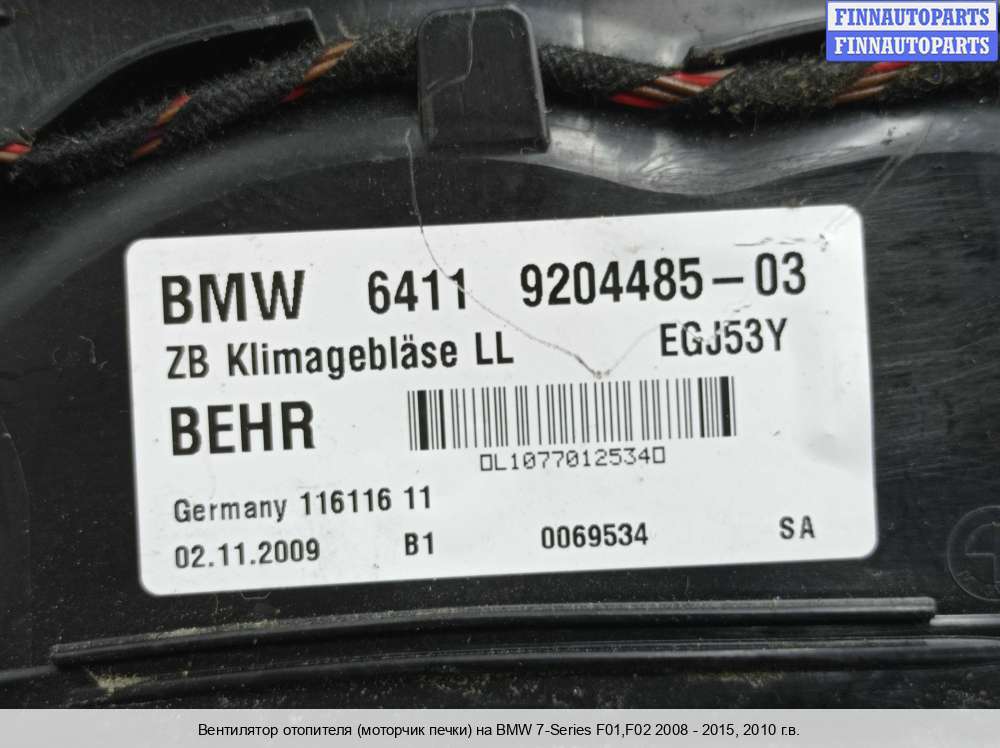 FINNAUTOPARTS
FINNAUTOPARTS
BMW 6411 9204485-03
ZB Klimagebläse LL EGJ53Y
BEHR
L1077012534
Germany 116116 11
02.11.2009 B1 0069534 SA
Вентилятор отопителя (моторчик печки) на BMW 7-Series F01,F02 2008 - 2015, 2010 г.в.